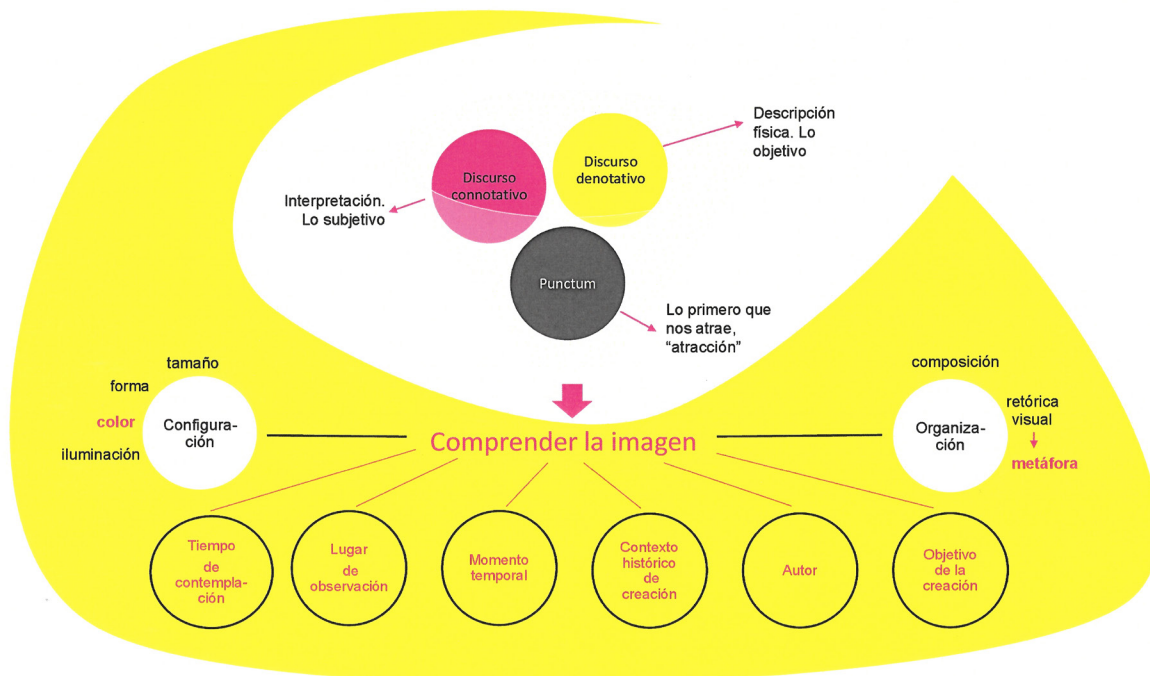 Descripción
física. Lo
objetivo
Discurso
denotativo
Discurso
connotativo
Interpretación.
Lo subjetivo
Punctum
Lo primero que
nos atrae,
“atracción”
tamaño
forma
color
iluminación
Configura-
ción
Comprender la imagen
composición
Organiza-
ción
retórica
visual
metáfora
Tiempo
de contempla-
ción
Lugar
de
observación
Momento
temporal
Contexto
histórico
de
creación
Autor
Objetivo
de la
creación